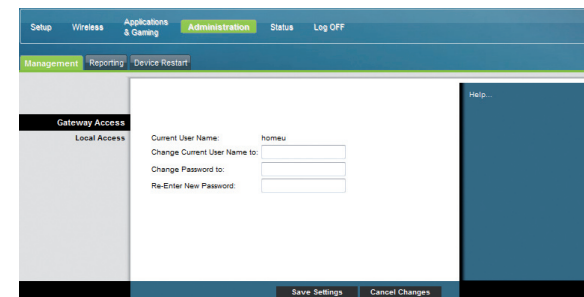 Setup Wireless Applications & Gaming Administration Status Log OFF
Management Reporting Device Restart
Help...
Gateway Access
Local Access
Current User Name: homeu
Change Current User Name to:
Change Password to:
Re-Enter New Password:
Save Settings Cancel Changes